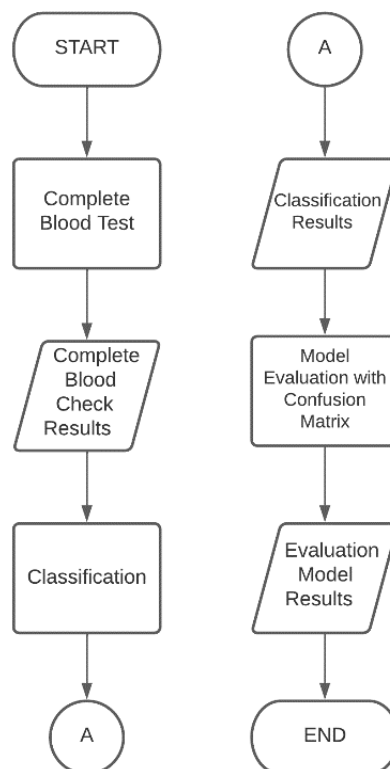 START
Complete
Blood Test
Complete
Blood
Check
Results
Classification
A
A
Classification
Results
Model
Evaluation with
Confusion
Matrix
Evaluation
Model
Results
END